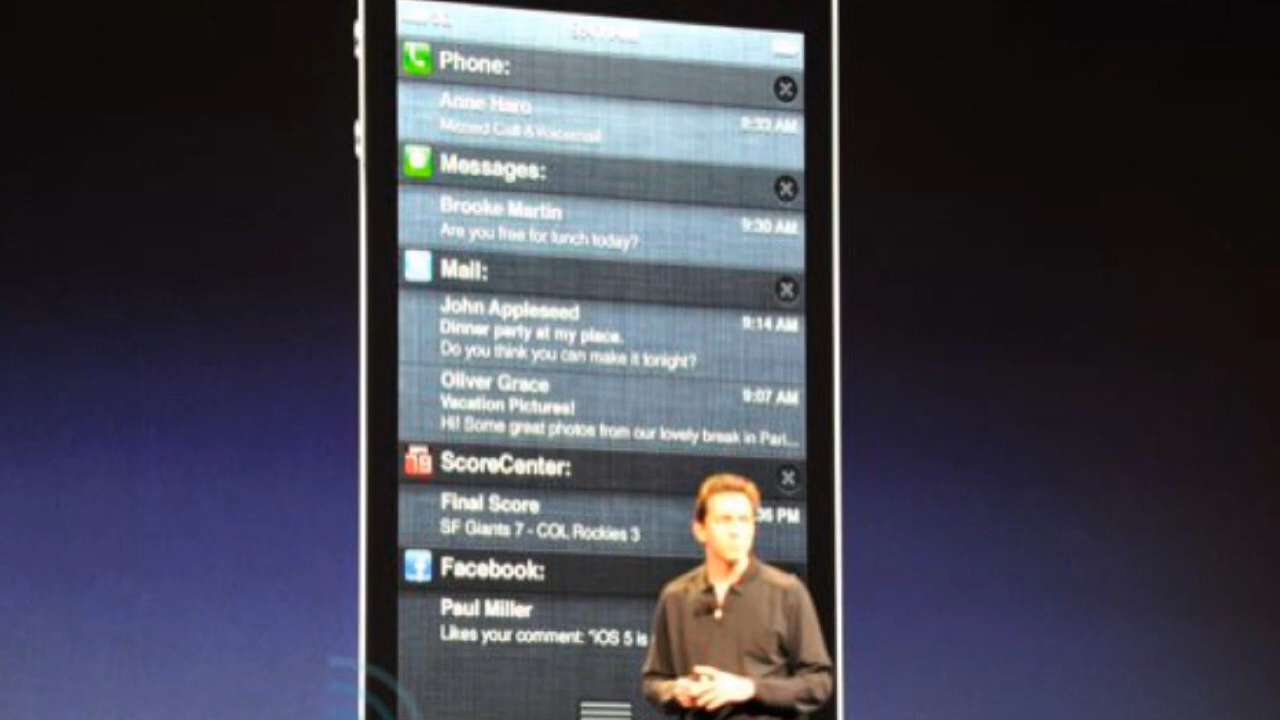 Phone:
Anne Haro
Missed Call & Voicemail
Messages:
Brooke Martin
9:30 AM
Are you free for lunch today?
Mail:
John Appleseed
9:14 AM
Dinner party at my place.
Do you think you can make it tonight?
Oliver Grace
9:07 AM
Vacation Pictures!
Hi! Some great photos from our lovely break in Pari...
19
ScoreCenter:
Final Score
PM
SF Giants 7 - COL Rockies 3
Facebook:
Paul Miller
Likes your comment: "iOS 5 is